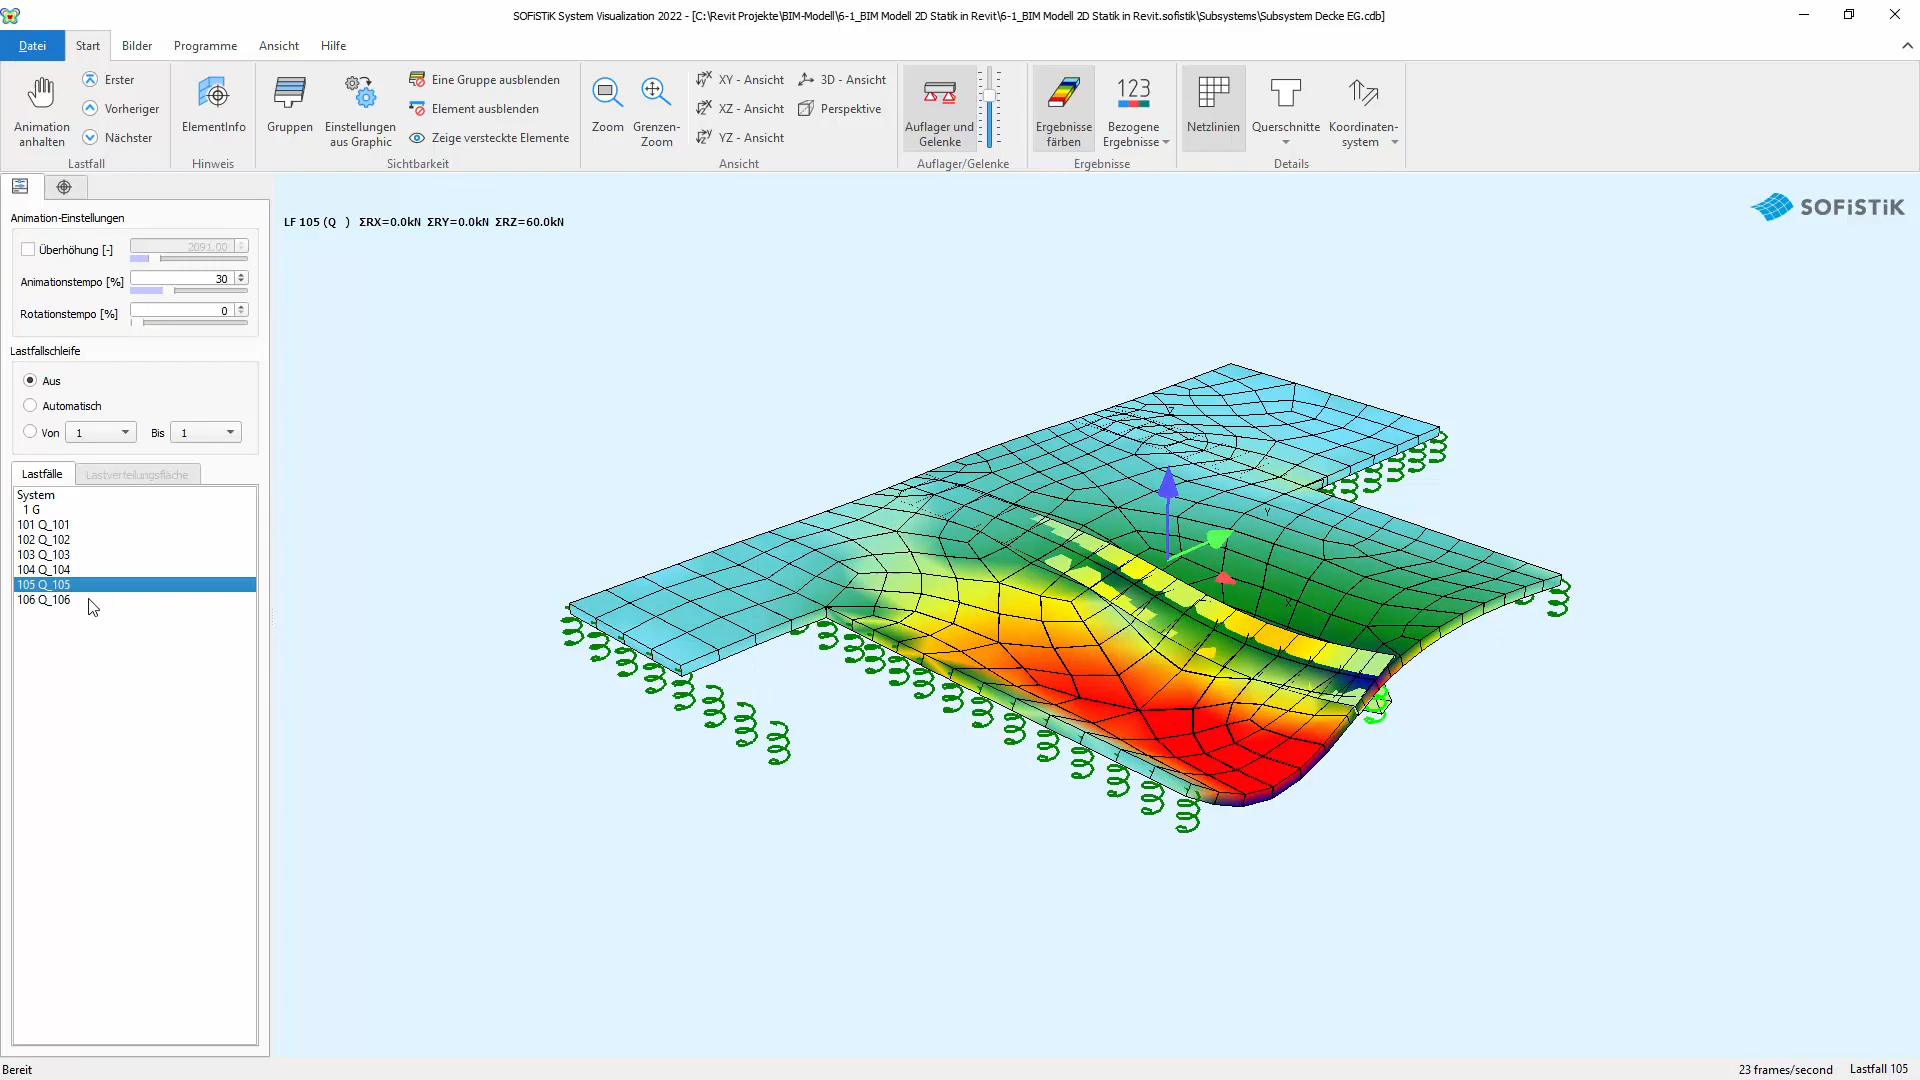 SOFiSTiK System Visualization 2022 - [C:\Revit Projekte\BIM-Modell\6-1_BIM Modell 2D Statik in Revit\6-1_BIM Modell 2D Statik in Revit.sofistik\Subsystems\Subsystem Decke EG.cdb]
Datei Start Bilder Programme Ansicht Hilfe
Animation anhalten
Erster
Vorheriger
Nächster
Lastfall
ElementInfo
Hinweis
Gruppen
Einstellungen aus Graphic
Eine Gruppe ausblenden
Element ausblenden
Zeige versteckte Elemente
Sichtbarkeit
Zoom
Grenzen-Zoom
XY - Ansicht
XZ - Ansicht
YZ - Ansicht
3D - Ansicht
Perspektive
Ansicht
Auflager und Gelenke
Auflager/Gelenke
Ergebnisse färben
123
Bezogene Ergebnisse
Ergebnisse
Netzlinien
Querschnitte
Koordinaten-system
Details
Animation-Einstellungen
Überhöhung [-] 2091.00
Animationstempo [%] 30
Rotationstempo [%] 0
Lastfallschleife
Aus
Automatisch
Von 1 Bis 1
Lastfälle Lastverteilungsfläche
System
1 G
101 Q_101
102 Q_102
103 Q_103
104 Q_104
105 Q_105
106 Q_106
LF 105 (Q ) ΣRX=0.0kN ΣRY=0.0kN ΣRZ=60.0kN
SOFiSTiK
Z
Y
X
Bereit 23 frames/second Lastfall 105